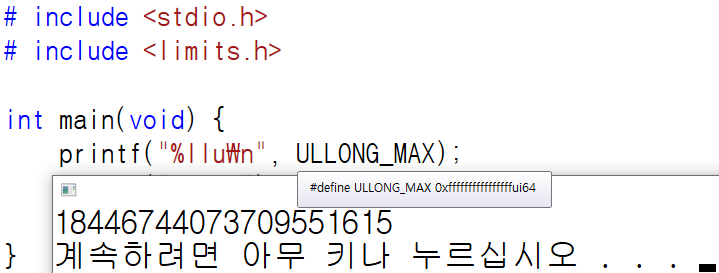 # include <stdio.h>
# include <limits.h>
int main(void) {
printf("%llu₩n", ULLONG_MAX);
#define ULLONG_MAX 0xffffffffffffffffui64
18446744073709551615
} 계속하려면 아무 키나 누르십시오 . . .